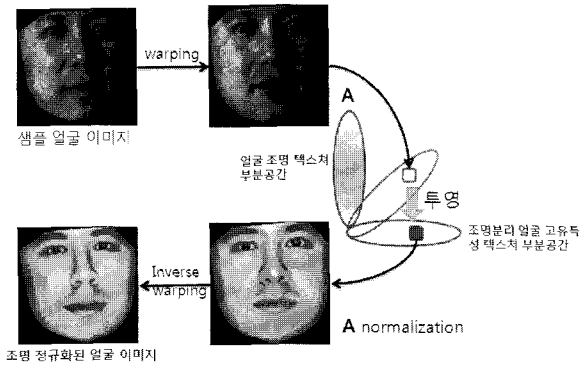 warping
A
샘플 얼굴 이미지
얼굴 조명 텍스쳐
부분공간
투영
조명분리 얼굴 고유특
성 텍스처 부분공간
Inverse
warping
A normalization
조명 정규화된 얼굴 이미지